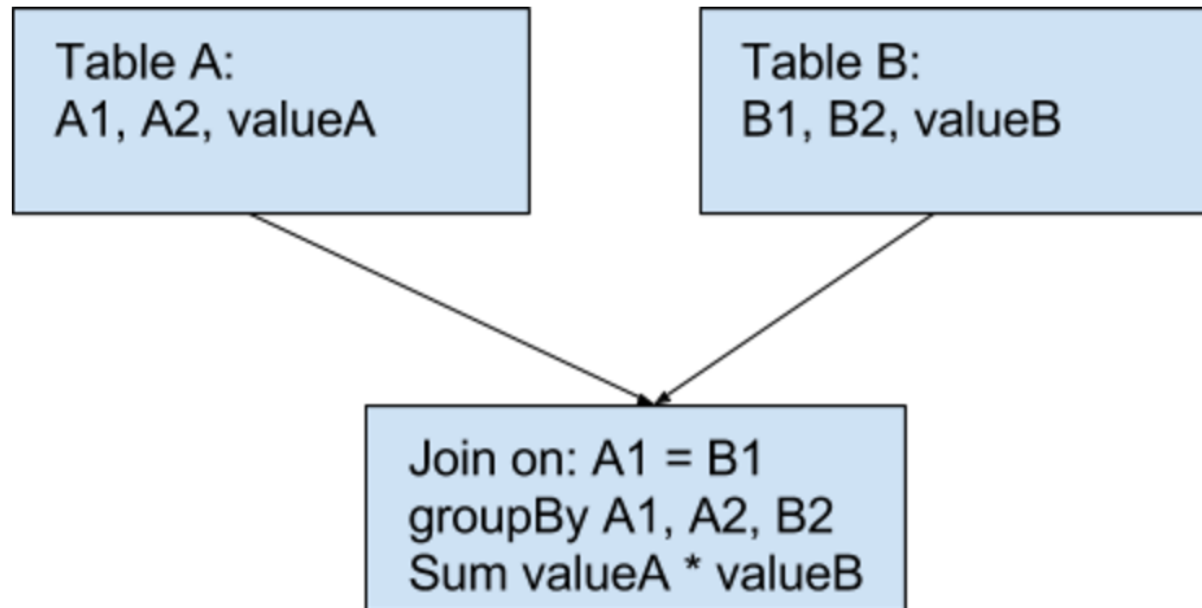 Table A:
A1, A2, valueA
Table B:
B1, B2, valueB
Join on: A1 = B1
groupBy A1, A2, B2
Sum valueA * valueB